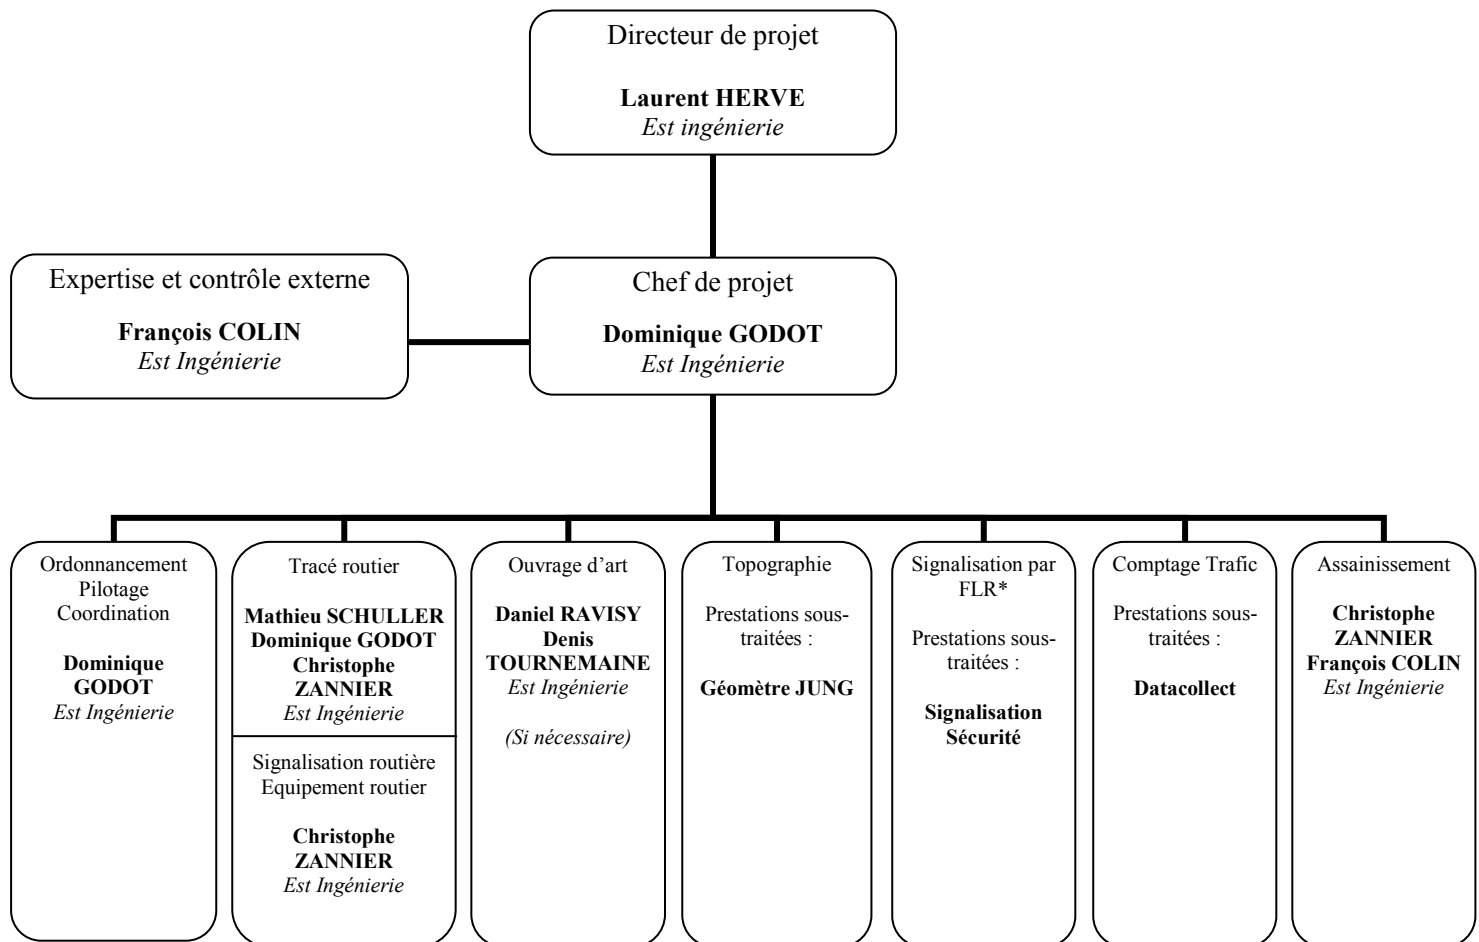 Directeur de projet
Laurent HERVE
Est ingénierie
Expertise et contrôle externe
François COLIN
Est Ingénierie
Chef de projet
Dominique GODOT
Est Ingénierie
Ordonnancement
Pilotage
Coordination
Dominique
GODOT
Est Ingénierie
Tracé routier
Mathieu SCHULLER
Dominique GODOT
Christophe
ZANNIER
Est Ingénierie
Signalisation routière
Equipement routier
Christophe
ZANNIER
Est Ingénierie
Ouvrage d’art
Daniel RAVISY
Denis
TOURNEMAINE
Est Ingénierie
(Si nécessaire)
Topographie
Prestations sous-
traitées :
Géomètre JUNG
Signalisation par
FLR*
Prestations sous-
traitées :
Signalisation
Sécurité
Comptage Trafic
Prestations sous-
traitées :
Datacollect
Assainissement
Christophe
ZANNIER
François COLIN
Est Ingénierie